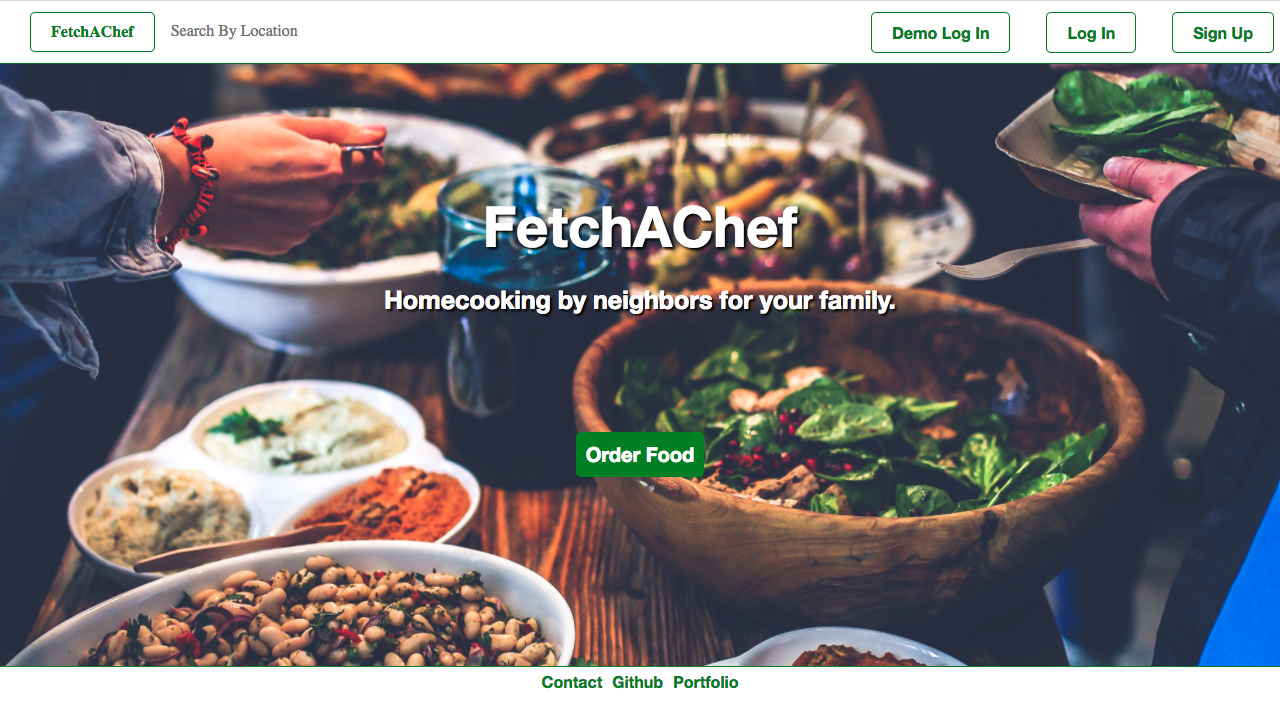 FetchAChef Search By Location Demo Log In Log In Sign Up
FetchAChef
Homecooking by neighbors for your family.
Order Food
Contact Github Portfolio